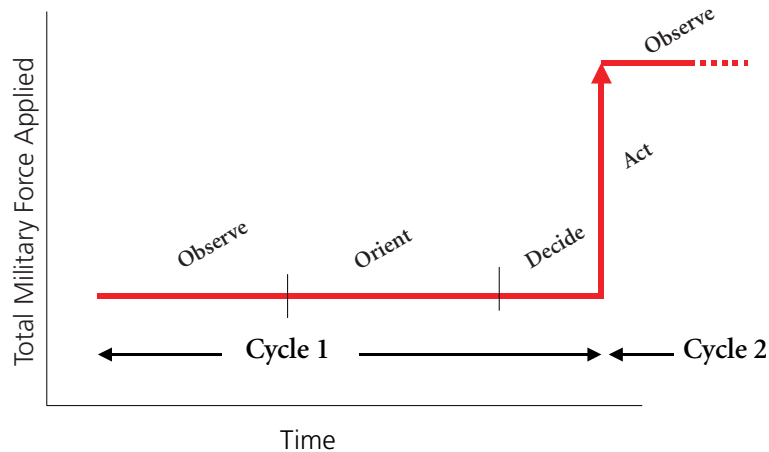 Observe
Act
Observe
Orient
Decide
Cycle 1
Cycle 2
Total Military Force Applied
Time